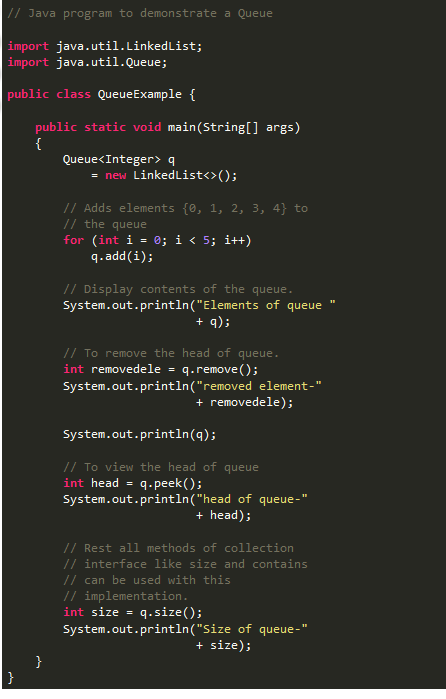 // Java program to demonstrate a Queue
import java.util.LinkedList;
import java.util.Queue;
public class QueueExample {
public static void main(String[] args)
{
Queue<Integer> q
= new LinkedList<>();
// Adds elements {0, 1, 2, 3, 4} to
// the queue
for (int i = 0; i < 5; i++)
q.add(i);
// Display contents of the queue.
System.out.println("Elements of queue "
+ q);
// To remove the head of queue.
int removedele = q.remove();
System.out.println("removed element-"
+ removedele);
System.out.println(q);
// To view the head of queue
int head = q.peek();
System.out.println("head of queue-"
+ head);
// Rest all methods of collection
// interface like size and contains
// can be used with this
// implementation.
int size = q.size();
System.out.println("Size of queue-"
+ size);
}
}